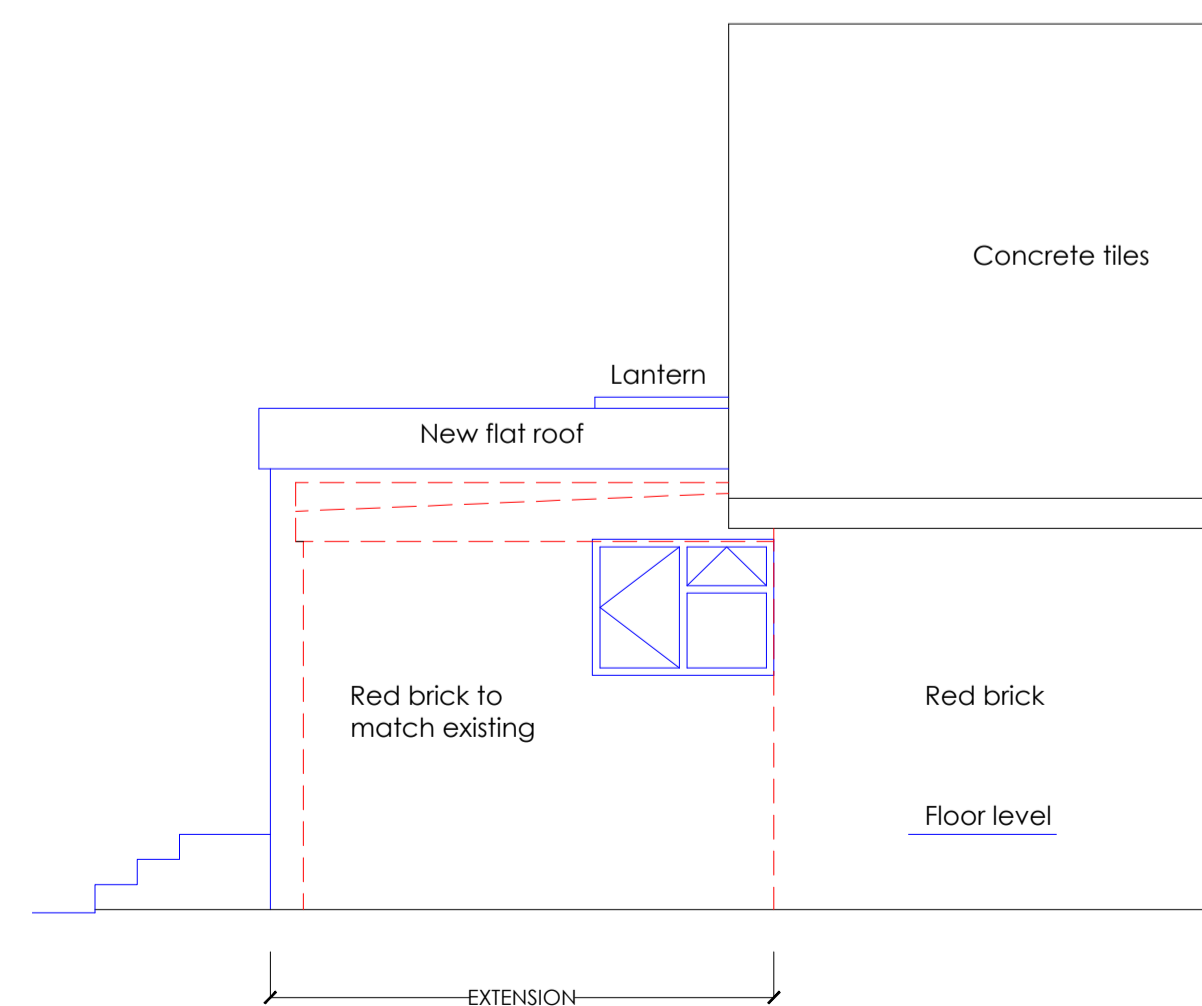 Concrete tiles
Lantern
New flat roof
Red brick to
match existing
Red brick
Floor level
EXTENSION